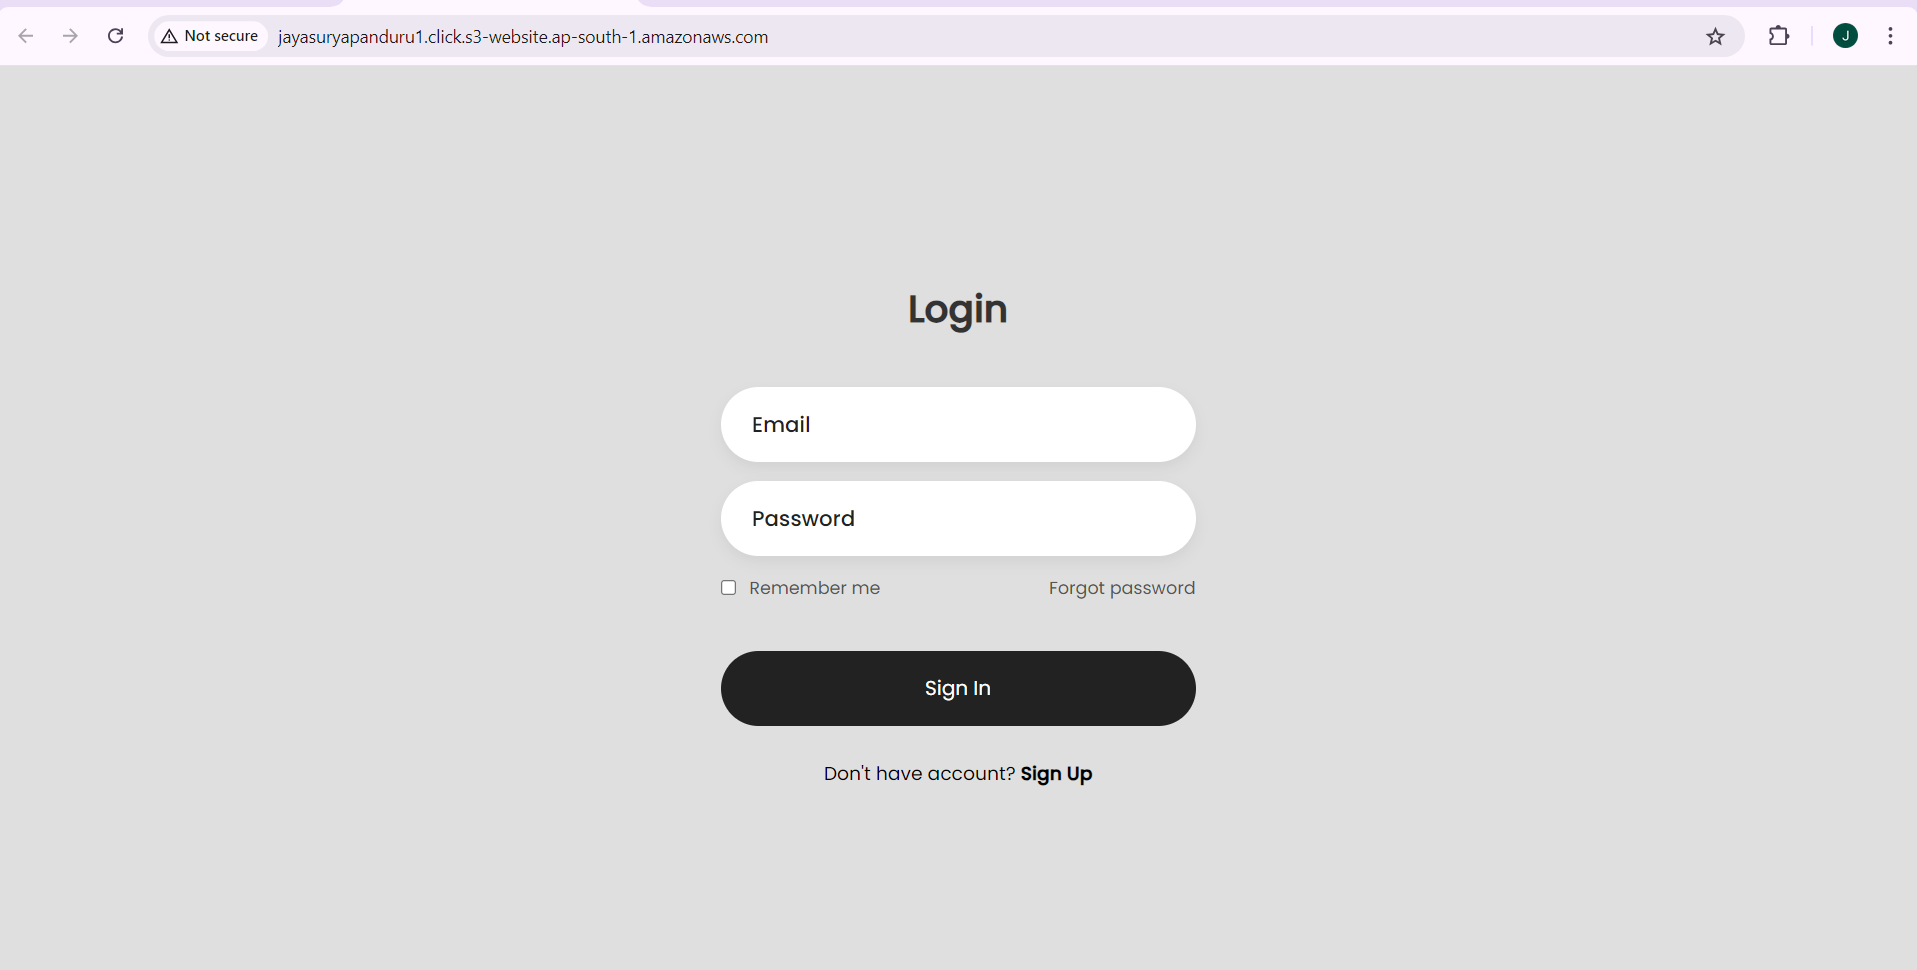 Not secure jayasuryapanduru1.click.s3-website.ap-south-1.amazonaws.com J
Login
Email
Password
Remember me Forgot password
Sign In
Don't have account? Sign Up